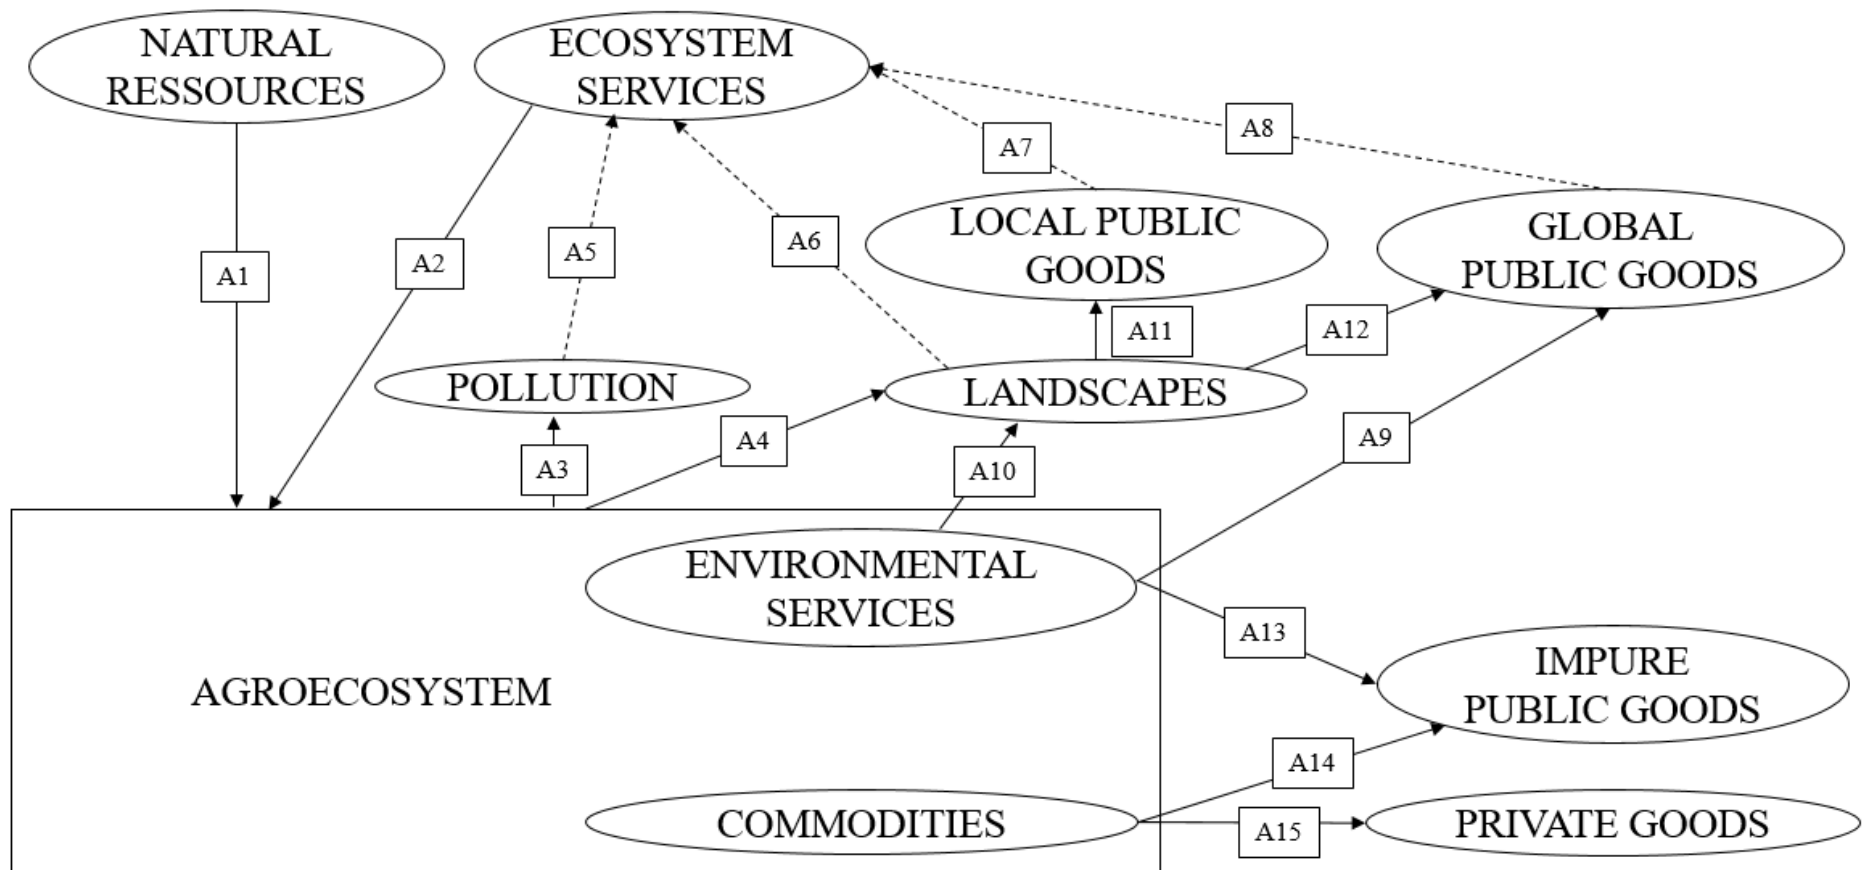 NATURAL
RESSOURCES
ECOSYSTEM
SERVICES
A8
A7
LOCAL PUBLIC
GOODS
GLOBAL
PUBLIC GOODS
A6
A5
A2
A1
A11
A12
POLLUTION
LANDSCAPES
A4
A9
A3
A10
ENVIRONMENTAL
SERVICES
A13
IMPURE
PUBLIC GOODS
AGROECOSYSTEM
A14
COMMODITIES
A15
PRIVATE GOODS